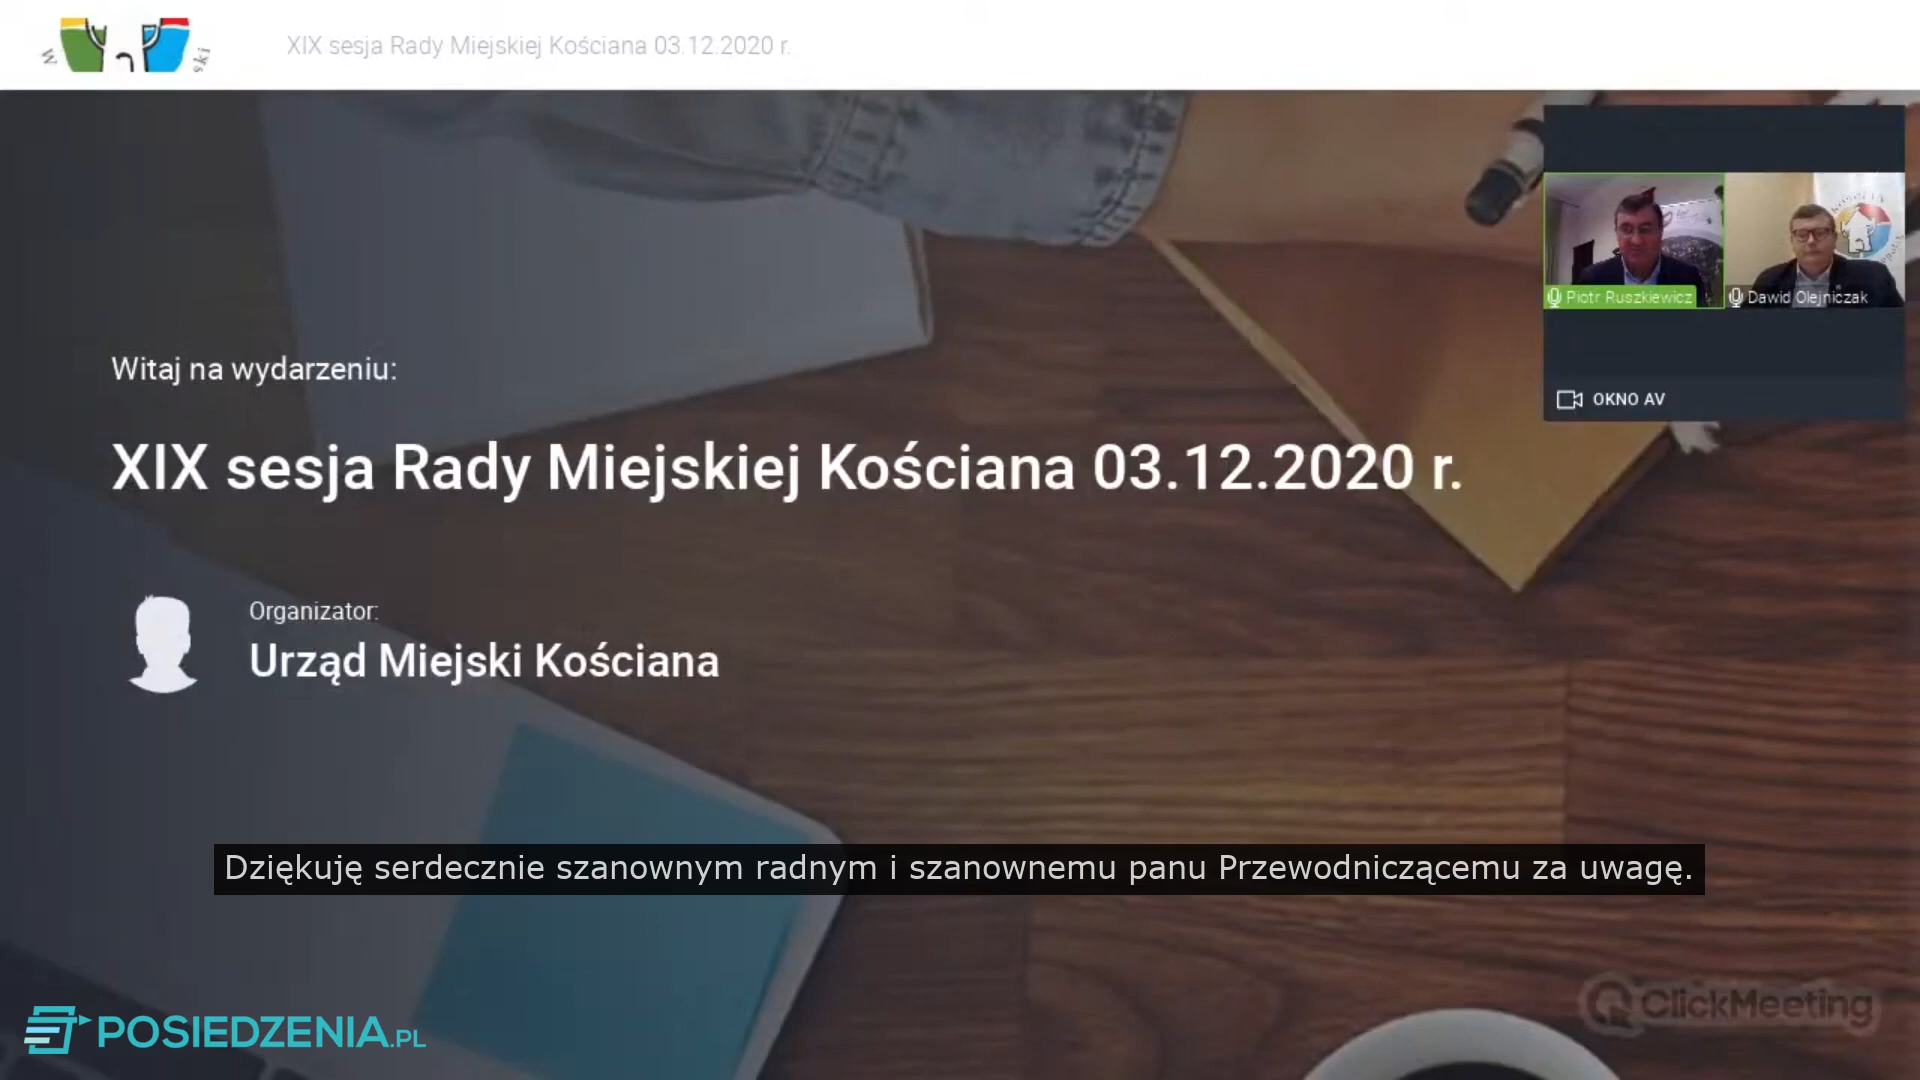 XIX sesja Rady Miejskiej Kościana 03.12.2020 r.
Piotr Ruszkiewicz
Dawid Olejniczak
OKNO AV
Witaj na wydarzeniu:
XIX sesja Rady Miejskiej Kościana 03.12.2020 r.
Organizator:
Urząd Miejski Kościana
Dziękuję serdecznie szanownym radnym i szanownemu panu Przewodniczącemu za uwagę.
ClickMeeting
POSIEDZENIA.PL